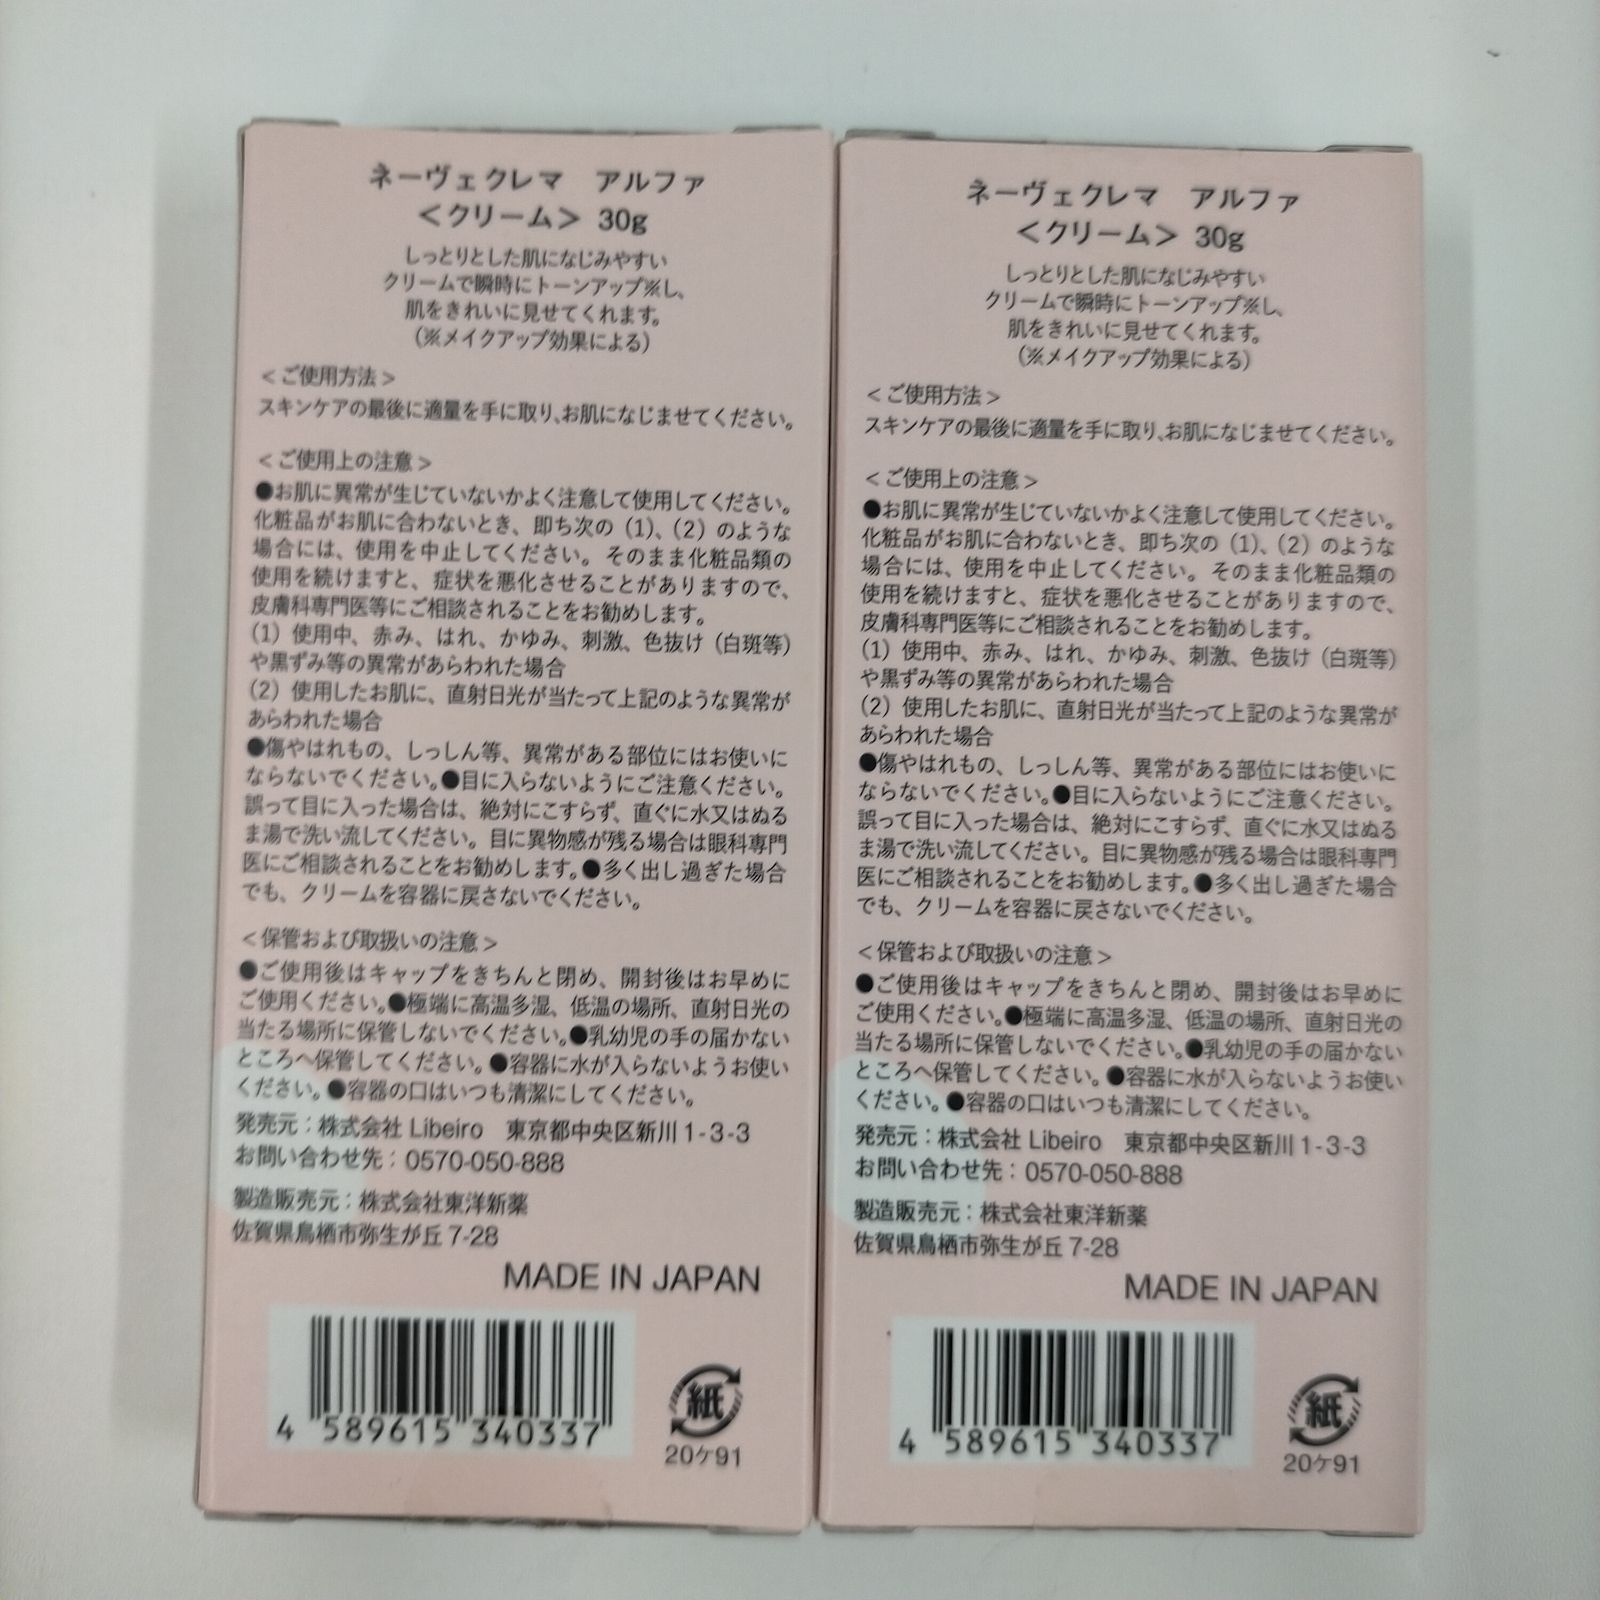 ネーヴェクレマ　アルファ
＜クリーム＞ 30g
しっとりとした肌になじみやすい
クリームで瞬時にトーンアップ※し、
肌をきれいに見せてくれます。
（※メイクアップ効果による）
＜ご使用方法＞
スキンケアの最後に適量を手に取り、お肌になじませてください。
＜ご使用上の注意＞
●お肌に異常が生じていないかよく注意して使用してください。
化粧品がお肌に合わないとき、即ち次の（1）、（2）のような
場合には、使用を中止してください。そのまま化粧品類の
使用を続けますと、症状を悪化させることがありますので、
皮膚科専門医等にご相談されることをお勧めします。
（1）使用中、赤み、はれ、かゆみ、刺激、色抜け（白斑等）
や黒ずみ等の異常があらわれた場合
（2）使用したお肌に、直射日光が当たって上記のような異常が
あらわれた場合
●傷やはれもの、しっしん等、異常がある部位にはお使いに
ならないでください。●目に入らないようにご注意ください。
誤って目に入った場合は、絶対にこすらず、直ぐに水又はぬる
ま湯で洗い流してください。目に異物感が残る場合は眼科専門
医にご相談されることをお勧めします。●多く出し過ぎた場合
でも、クリームを容器に戻さないでください。
＜保管および取扱いの注意＞
●ご使用後はキャップをきちんと閉め、開封後はお早めに
ご使用ください。●極端に高温多湿、低温の場所、直射日光の
当たる場所に保管しないでください。●乳幼児の手の届かない
ところへ保管してください。●容器に水が入らないようお使い
ください。●容器の口はいつも清潔にしてください。
発売元：株式会社 Libeiro　東京都中央区新川1-3-3
お問い合わせ先：0570-050-888
製造販売元：株式会社東洋新薬
佐賀県鳥栖市弥生が丘 7-28
MADE IN JAPAN
4 589615 340337
紙
20ケ91
ネーヴェクレマ　アルファ
＜クリーム＞ 30g
しっとりとした肌になじみやすい
クリームで瞬時にトーンアップ※し、
肌をきれいに見せてくれます。
（※メイクアップ効果による）
＜ご使用方法＞
スキンケアの最後に適量を手に取り、お肌になじませてください。
＜ご使用上の注意＞
●お肌に異常が生じていないかよく注意して使用してください。
化粧品がお肌に合わないとき、即ち次の（1）、（2）のような
場合には、使用を中止してください。そのまま化粧品類の
使用を続けますと、症状を悪化させることがありますので、
皮膚科専門医等にご相談されることをお勧めします。
（1）使用中、赤み、はれ、かゆみ、刺激、色抜け（白斑等）
や黒ずみ等の異常があらわれた場合
（2）使用したお肌に、直射日光が当たって上記のような異常が
あらわれた場合
●傷やはれもの、しっしん等、異常がある部位にはお使いに
ならないでください。●目に入らないようにご注意ください。
誤って目に入った場合は、絶対にこすらず、直ぐに水又はぬる
ま湯で洗い流してください。目に異物感が残る場合は眼科専門
医にご相談されることをお勧めします。●多く出し過ぎた場合
でも、クリームを容器に戻さないでください。
＜保管および取扱いの注意＞
●ご使用後はキャップをきちんと閉め、開封後はお早めに
ご使用ください。●極端に高温多湿、低温の場所、直射日光の
当たる場所に保管しないでください。●乳幼児の手の届かない
ところへ保管してください。●容器に水が入らないようお使い
ください。●容器の口はいつも清潔にしてください。
発売元：株式会社 Libeiro　東京都中央区新川1-3-3
お問い合わせ先：0570-050-888
製造販売元：株式会社東洋新薬
佐賀県鳥栖市弥生が丘 7-28
MADE IN JAPAN
4 589615 340337
紙
20ケ91